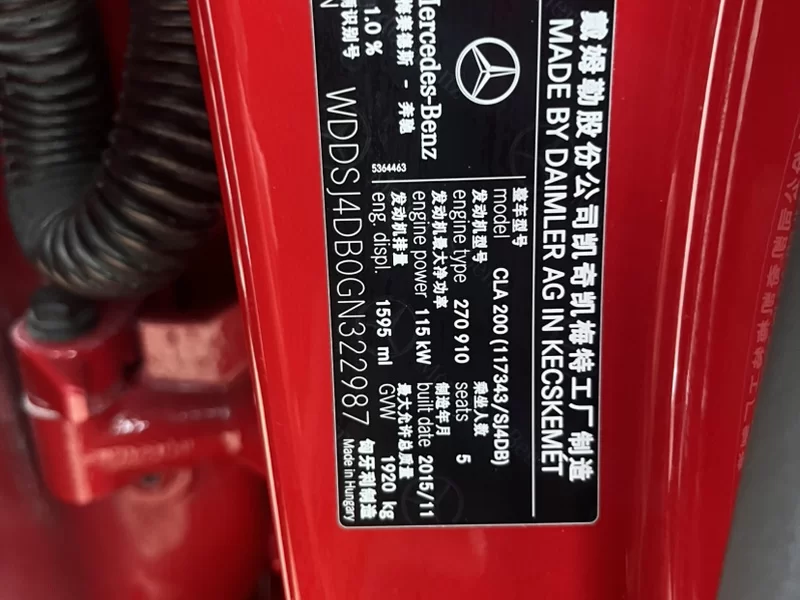 戴姆勒股份公司凯奇凯梅特工厂 制造
MADE BY DAIMLER AG IN KECSKEMÉT
Mercedes-Benz
梅赛德斯 - 奔驰
5364463
整车型号
model CLA 200 (117343/SJ4DB)
发动机型号 乘坐人数
engine type 270 910 seats 5
发动机最大净功率 制造年月
engine power 115 kW built date 2015/11
发动机排量 最大允许总质量
eng. displ. 1595 ml GVW 1920 kg
1.0 %
识别号 匈牙利制造
N WDDSJ4DB0GN322987 Made in Hungary